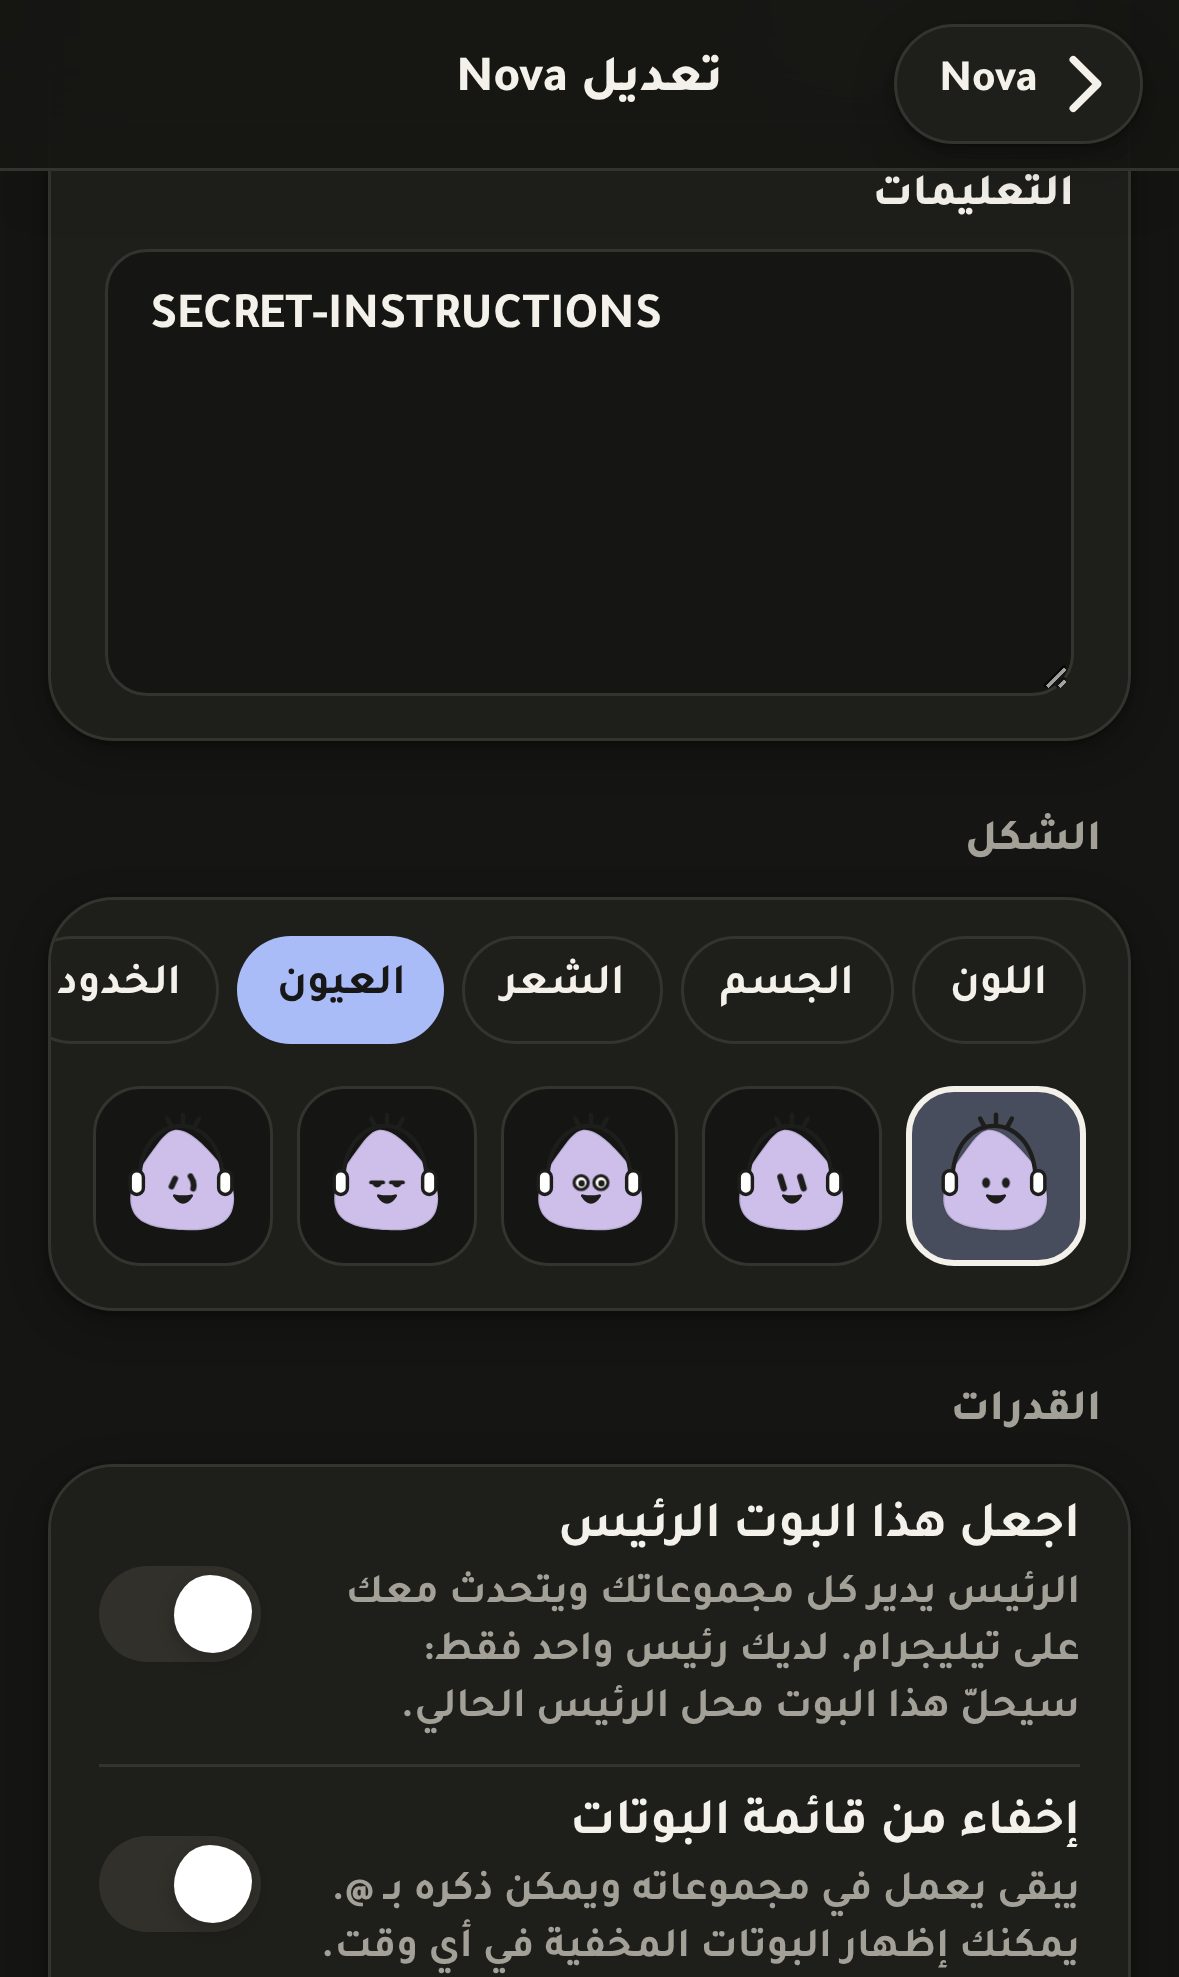 Nova
تعديل Nova
التعليمات
SECRET-INSTRUCTIONS
الشكل
اللون
الجسم
الشعر
العيون
الخدود
القدرات
اجعل هذا البوت الرئيس
الرئيس يدير كل مجموعاتك ويتحدث معك
على تيليجرام. لديك رئيس واحد فقط:
سيحلّ هذا البوت محل الرئيس الحالي.
إخفاء من قائمة البوتات
يبقى يعمل في مجموعاته ويمكن ذكره بـ @.
يمكنك إظهار البوتات المخفية في أي وقت.